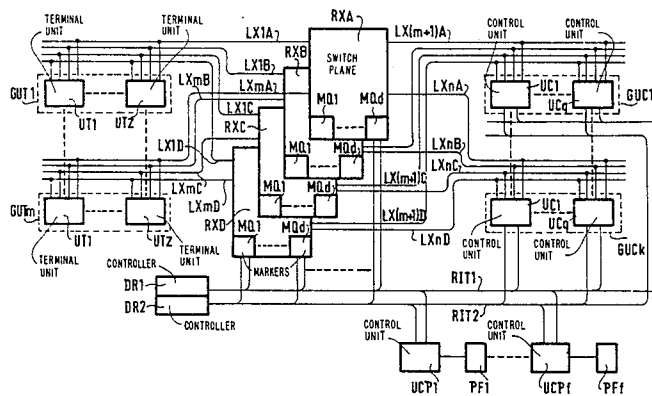 TERMINAL UNIT
TERMINAL UNIT
LX1A
RXA
LX(m+1)A
CONTROL UNIT
CONTROL UNIT
LX1B
RXB
SWITCH PLANE
LXmB
LXmA
GUT1
UT1
UTZ
LX1C
RXC
MQ1
MQd
LXnA
UC1
UCq
GUC1
LX1D
MQ1
MQd
LXnB
LXnC
LXmC
LXmD
RXD
MQ1
MQd
LX(m+1)C
LX(m+1)D
LXnD
GUTm
UT1
UTZ
TERMINAL UNIT
TERMINAL UNIT
MQ1
MQd
MARKERS
UC1
UCq
CONTROL UNIT
CONTROL UNIT
GUCk
CONTROLLER
DR1
DR2
CONTROLLER
RIT1
RIT2
CONTROL UNIT
CONTROL UNIT
UCP1
PF1
UCPf
PFf